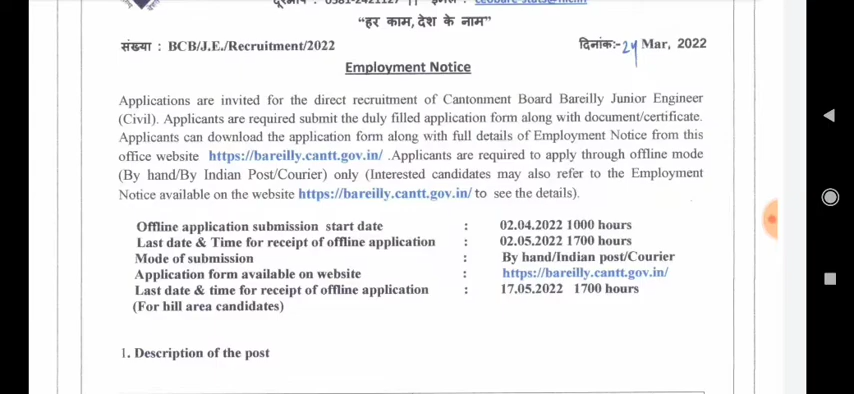 “हर काम, देश के नाम”
संख्या : BCB/J.E./Recruitment/2022 दिनांक:-24 Mar, 2022
Employment Notice
Applications are invited for the direct recruitment of Cantonment Board Bareilly Junior Engineer
(Civil). Applicants are required submit the duly filled application form along with document/certificate.
Applicants can download the application form along with full details of Employment Notice from this
office website https://bareilly.cantt.gov.in/ .Applicants are required to apply through offline mode
(By hand/By Indian Post/Courier) only (Interested candidates may also refer to the Employment
Notice available on the website https://bareilly.cantt.gov.in/ to see the details).
Offline application submission start date : 02.04.2022 1000 hours
Last date & Time for receipt of offline application : 02.05.2022 1700 hours
Mode of submission : By hand/Indian post/Courier
Application form available on website : https://bareilly.cantt.gov.in/
Last date & time for receipt of offline application : 17.05.2022 1700 hours
(For hill area candidates)
1. Description of the post